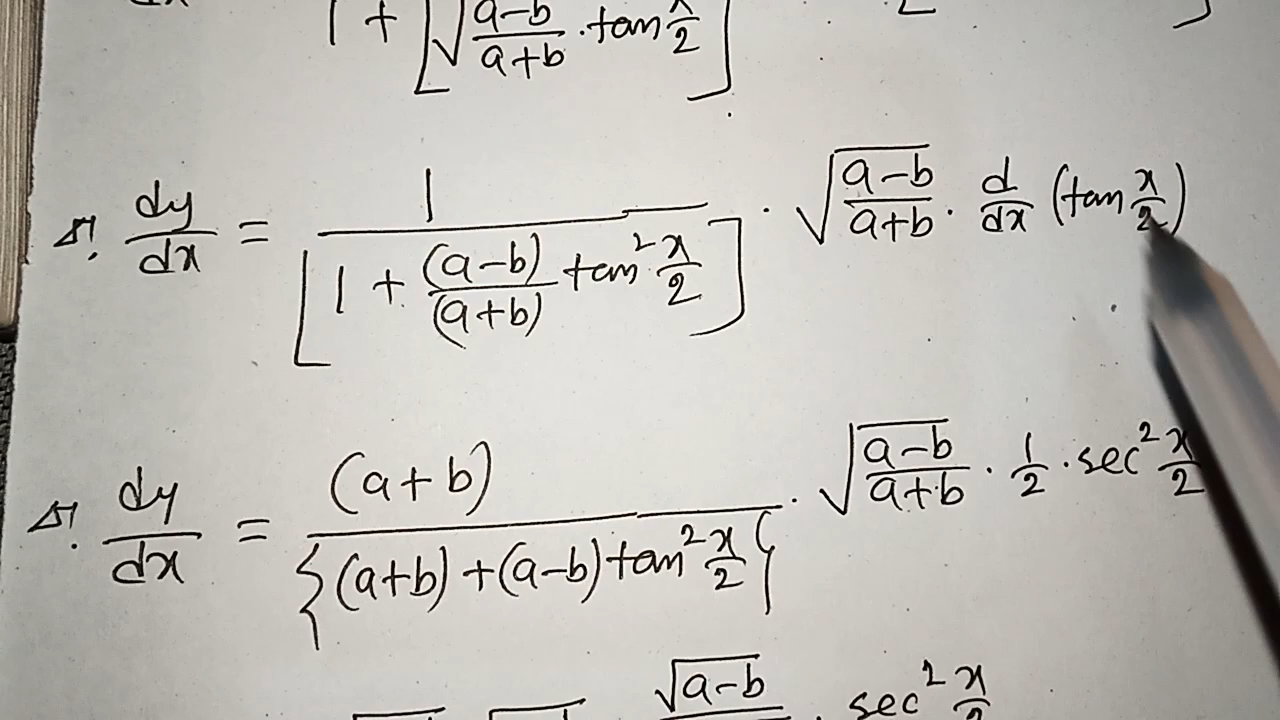 1 + [√(a-b)/(a+b) · tan x/2]
dy/dx = 1/[1 + (a-b)/(a+b) tan² x/2] · √(a-b)/(a+b) · d/dx (tan x/2)
dy/dx = (a+b)/{(a+b) + (a-b) tan² x/2} · √(a-b)/(a+b) · 1/2 · sec² x/2
√a-b · sec² x/2